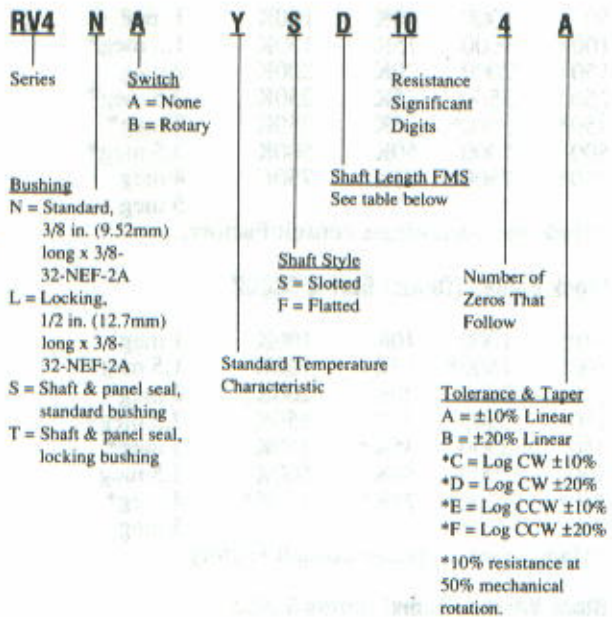 RV4 N A Y S D 10 4 A
Series
Switch
A = None
B = Rotary
Resistance
Significant
Digits
Bushing
N = Standard,
3/8 in. (9.52mm)
long x 3/8-
32-NEF-2A
L = Locking,
1/2 in. (12.7mm)
long x 3/8-
32-NEF-2A
S = Shaft & panel seal,
standard bushing
T = Shaft & panel seal,
locking bushing
Shaft Length FMS
See table below
Shaft Style
S = Slotted
F = Flatted
Number of
Zeros That
Follow
Standard Temperature
Characteristic
Tolerance & Taper
A = ±10% Linear
B = ±20% Linear
*C = Log CW ±10%
*D = Log CW ±20%
*E = Log CCW ±10%
*F = Log CCW ±20%
*10% resistance at
50% mechanical
rotation.